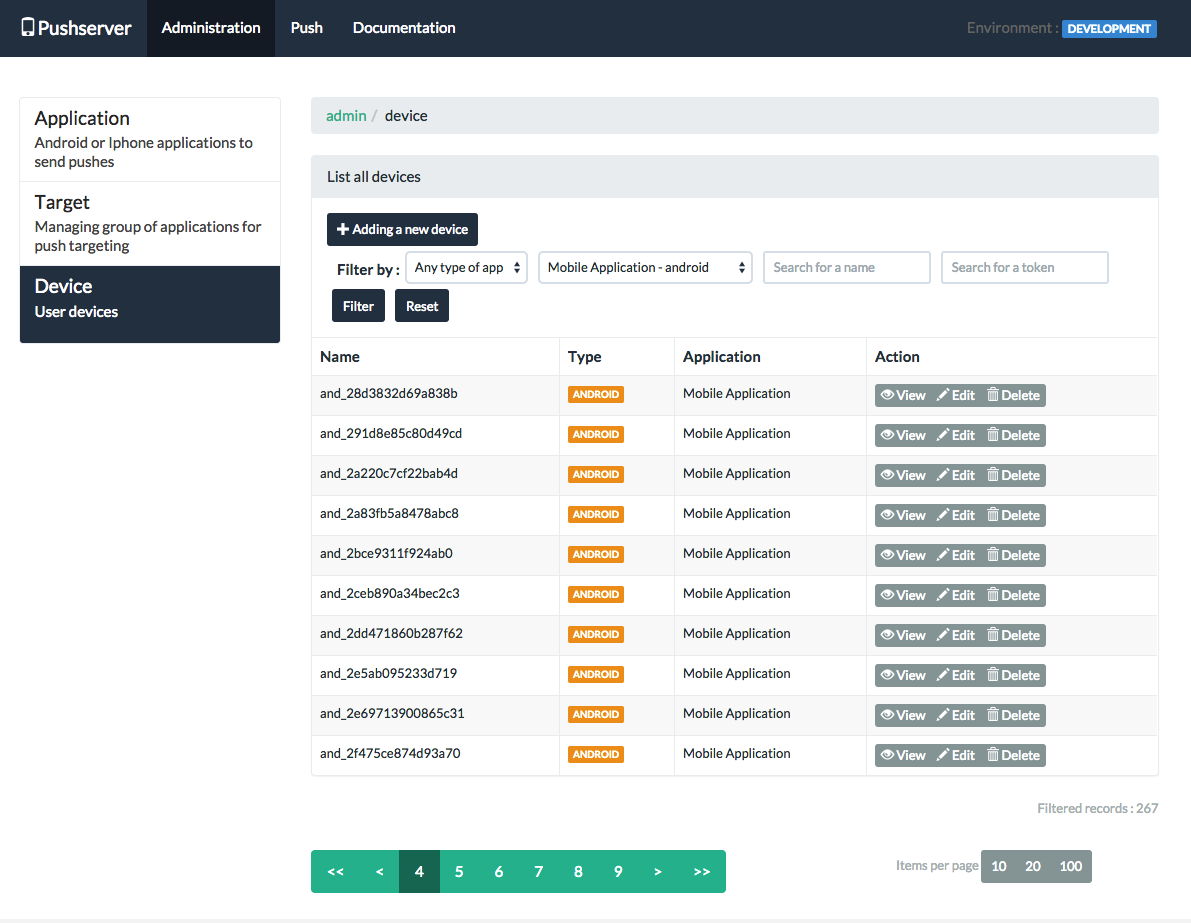 Pushserver Administration Push Documentation Environment : DEVELOPMENT
Application
Android or Iphone applications to
send pushes
Target
Managing group of applications for
push targeting
Device
User devices
admin / device
List all devices
Adding a new device
Filter by : Any type of app Mobile Application - android Search for a name Search for a token
Filter Reset
Name Type Application Action
and_28d3832d69a838b ANDROID Mobile Application View Edit Delete
and_291d8e85c80d49cd ANDROID Mobile Application View Edit Delete
and_2a220c7cf22bab4d ANDROID Mobile Application View Edit Delete
and_2a83fb5a8478abc8 ANDROID Mobile Application View Edit Delete
and_2bce9311f924ab0 ANDROID Mobile Application View Edit Delete
and_2ceb890a34bec2c3 ANDROID Mobile Application View Edit Delete
and_2dd471860b287f62 ANDROID Mobile Application View Edit Delete
and_2e5ab095233d719 ANDROID Mobile Application View Edit Delete
and_2e69713900865c31 ANDROID Mobile Application View Edit Delete
and_2f475ce874d93a70 ANDROID Mobile Application View Edit Delete
Filtered records : 267
<< < 4 5 6 7 8 9 > >> Items per page 10 20 100